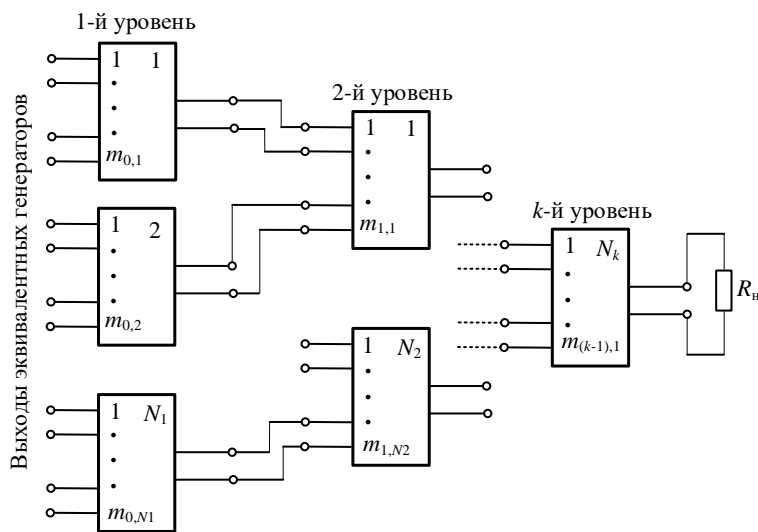 1-й уровень
1 1
m0,1
2-й уровень
1 1
m1,1
Выходы эквивалентных генераторов
1 2
m0,2
k-й уровень
1 Nk
m(k-1),1
Rн
1 N2
m1,N2
1 N1
m0,N1